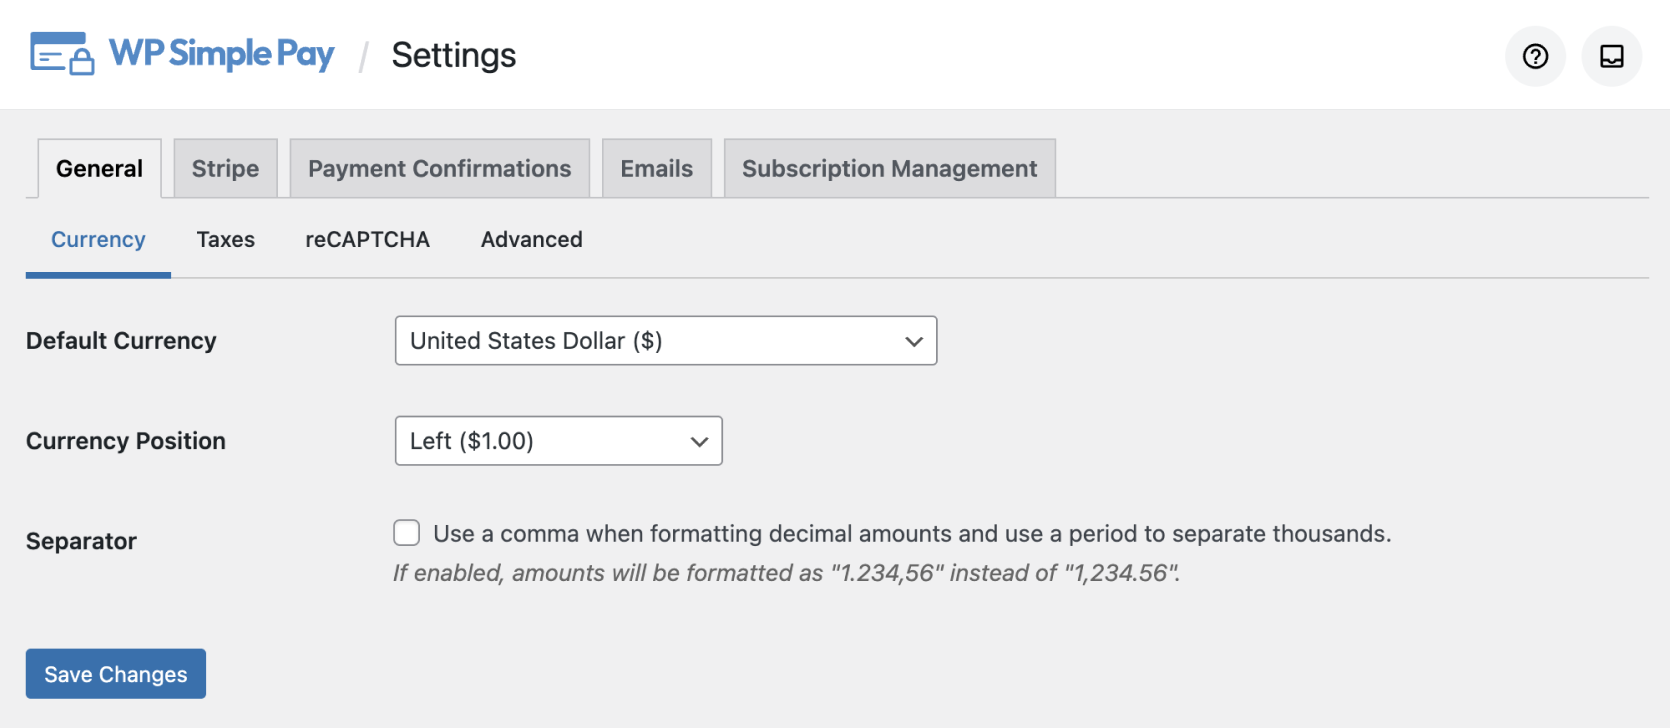 WP Simple Pay / Settings
General Stripe Payment Confirmations Emails Subscription Management
Currency Taxes reCAPTCHA Advanced
Default Currency United States Dollar ($)
Currency Position Left ($1.00)
Separator Use a comma when formatting decimal amounts and use a period to separate thousands.
If enabled, amounts will be formatted as "1.234,56" instead of "1,234.56".
Save Changes